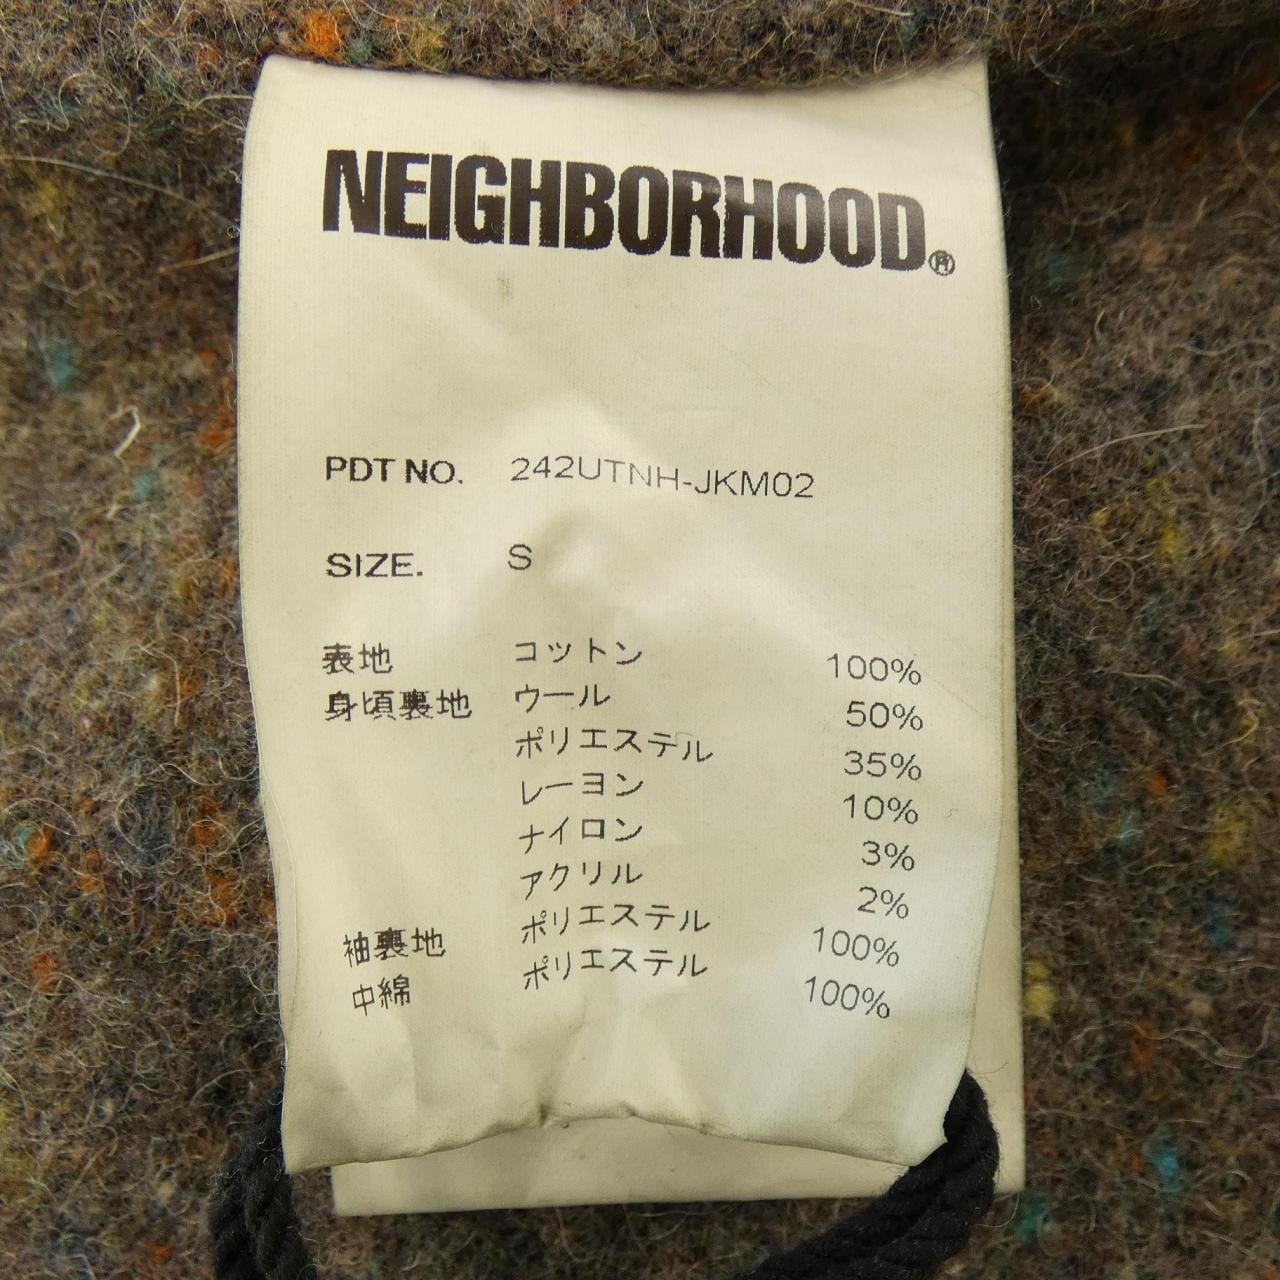 NEIGHBORHOOD®
PDT NO. 242UTNH-JKM02
SIZE. S
表地 コットン 100%
身頃裏地 ウール 50%
ポリエステル 35%
レーヨン 10%
ナイロン 3%
アクリル 2%
袖裏地 ポリエステル 100%
中綿 ポリエステル 100%